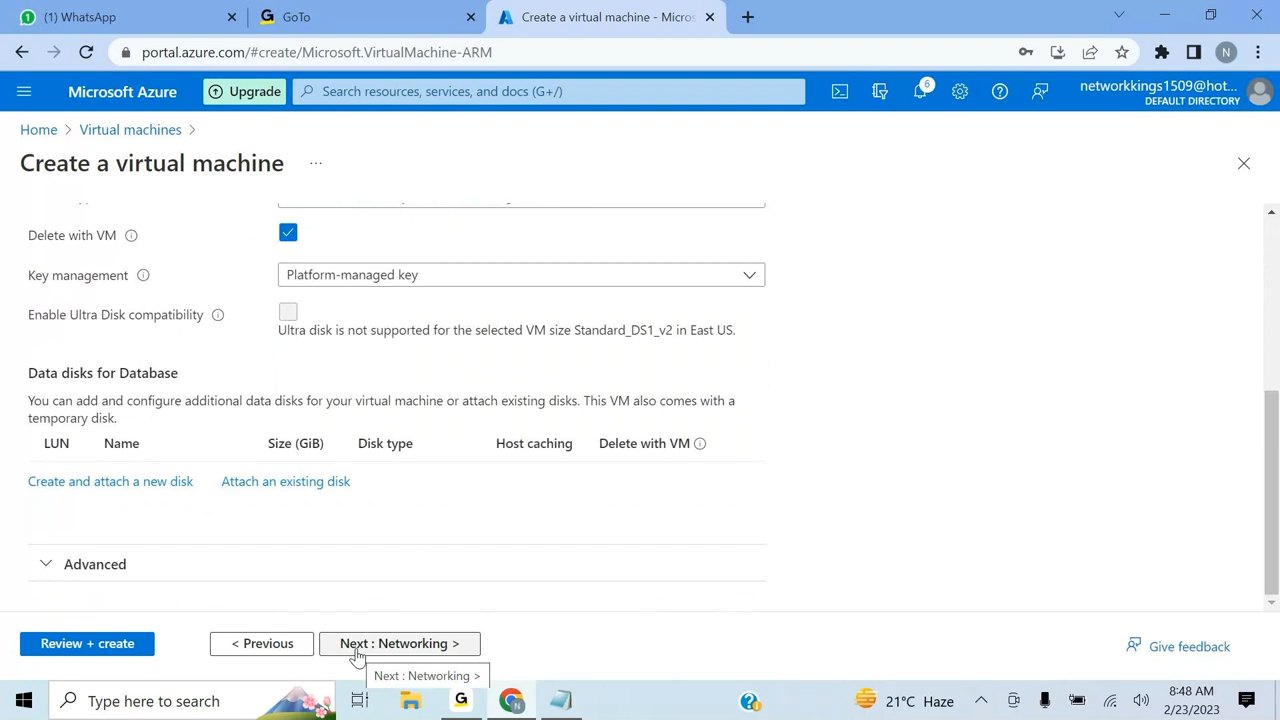 (1) WhatsApp
GoTo
Create a virtual machine - Micros
portal.azure.com/#create/Microsoft.VirtualMachine-ARM
N
Microsoft Azure
Upgrade
Search resources, services, and docs (G+/)
6
networkkings1509@hot...
DEFAULT DIRECTORY
Home > Virtual machines >
Create a virtual machine ...
Delete with VM
Key management
Platform-managed key
Enable Ultra Disk compatibility
Ultra disk is not supported for the selected VM size Standard_DS1_v2 in East US.
Data disks for Database
You can add and configure additional data disks for your virtual machine or attach existing disks. This VM also comes with a
temporary disk.
LUN Name Size (GiB) Disk type Host caching Delete with VM
Create and attach a new disk Attach an existing disk
Advanced
Review + create
< Previous
Next : Networking >
Give feedback
Next : Networking >
Type here to search
21°C Haze
8:48 AM
2/23/2023